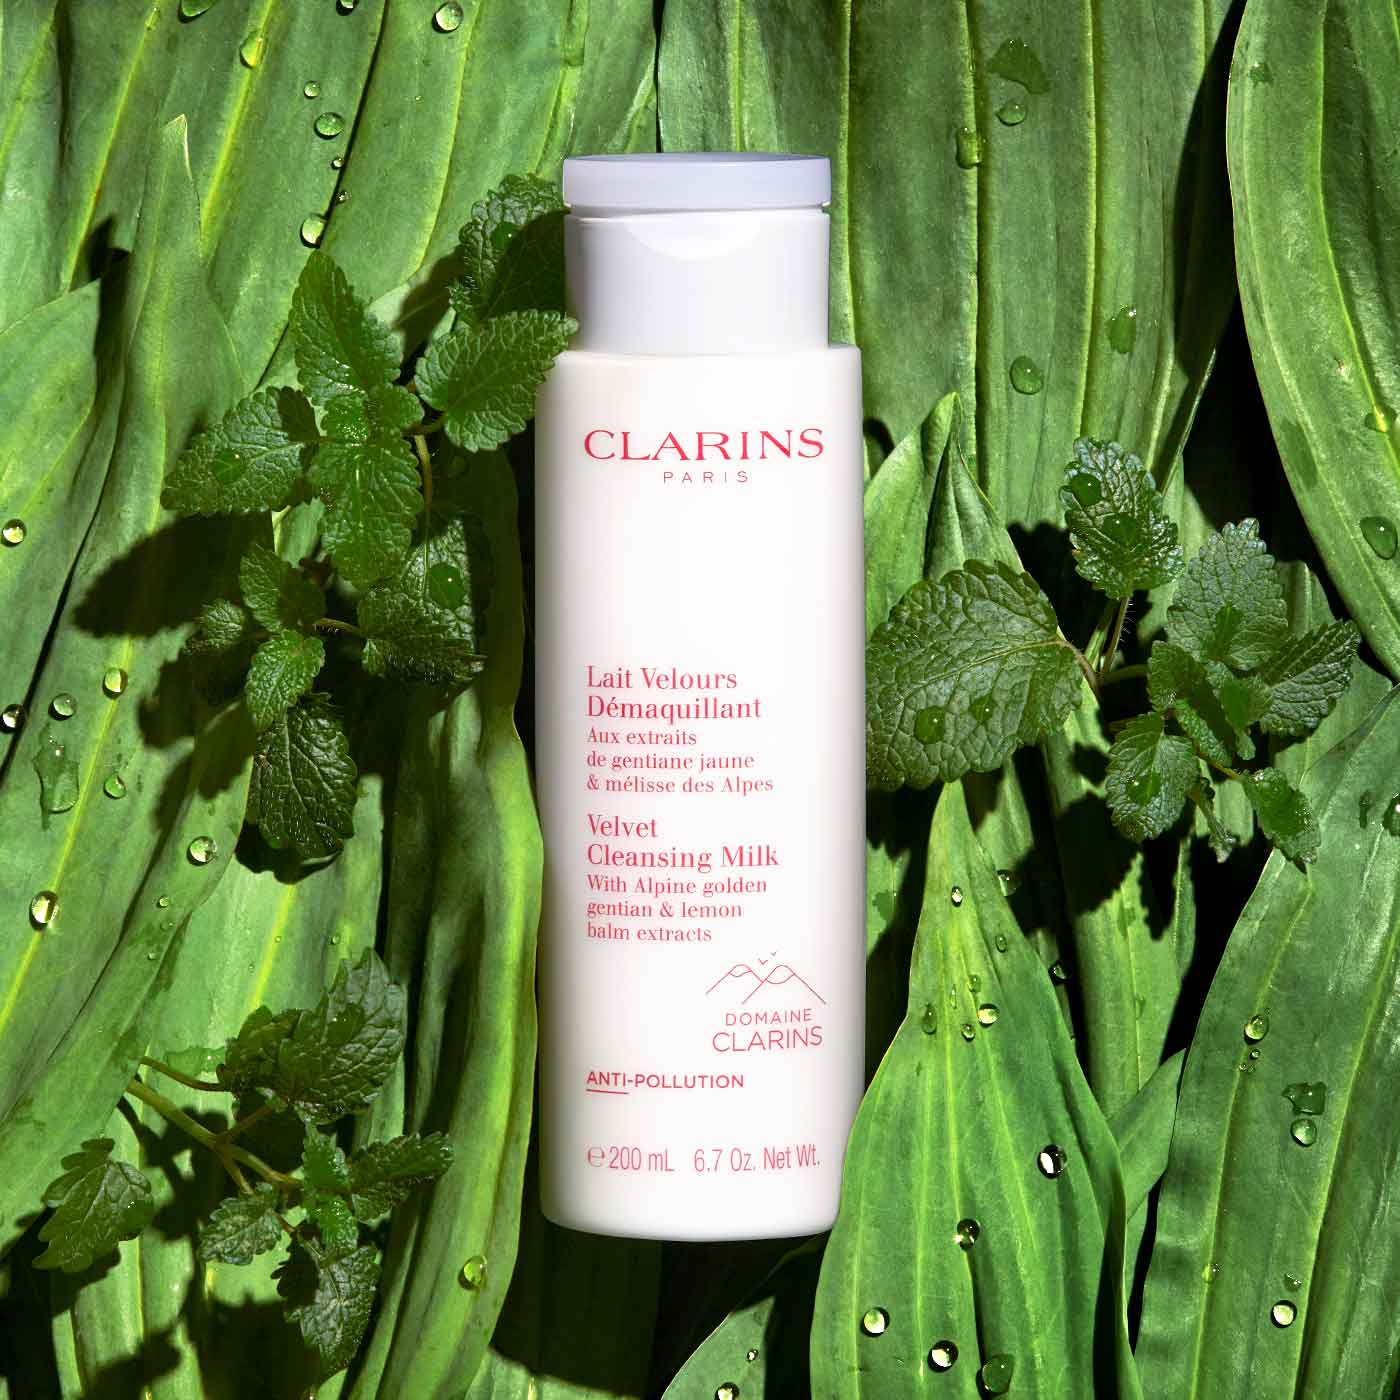 CLARINS
PARIS
Lait Velours
Démaquillant
Aux extraits
de gentiane jaune
& mélisse des Alpes
Velvet
Cleansing Milk
With Alpine golden
gentian & lemon
balm extracts
DOMAINE
CLARINS
ANTI-POLLUTION
℮200 mL 6.7 Oz. Net Wt.